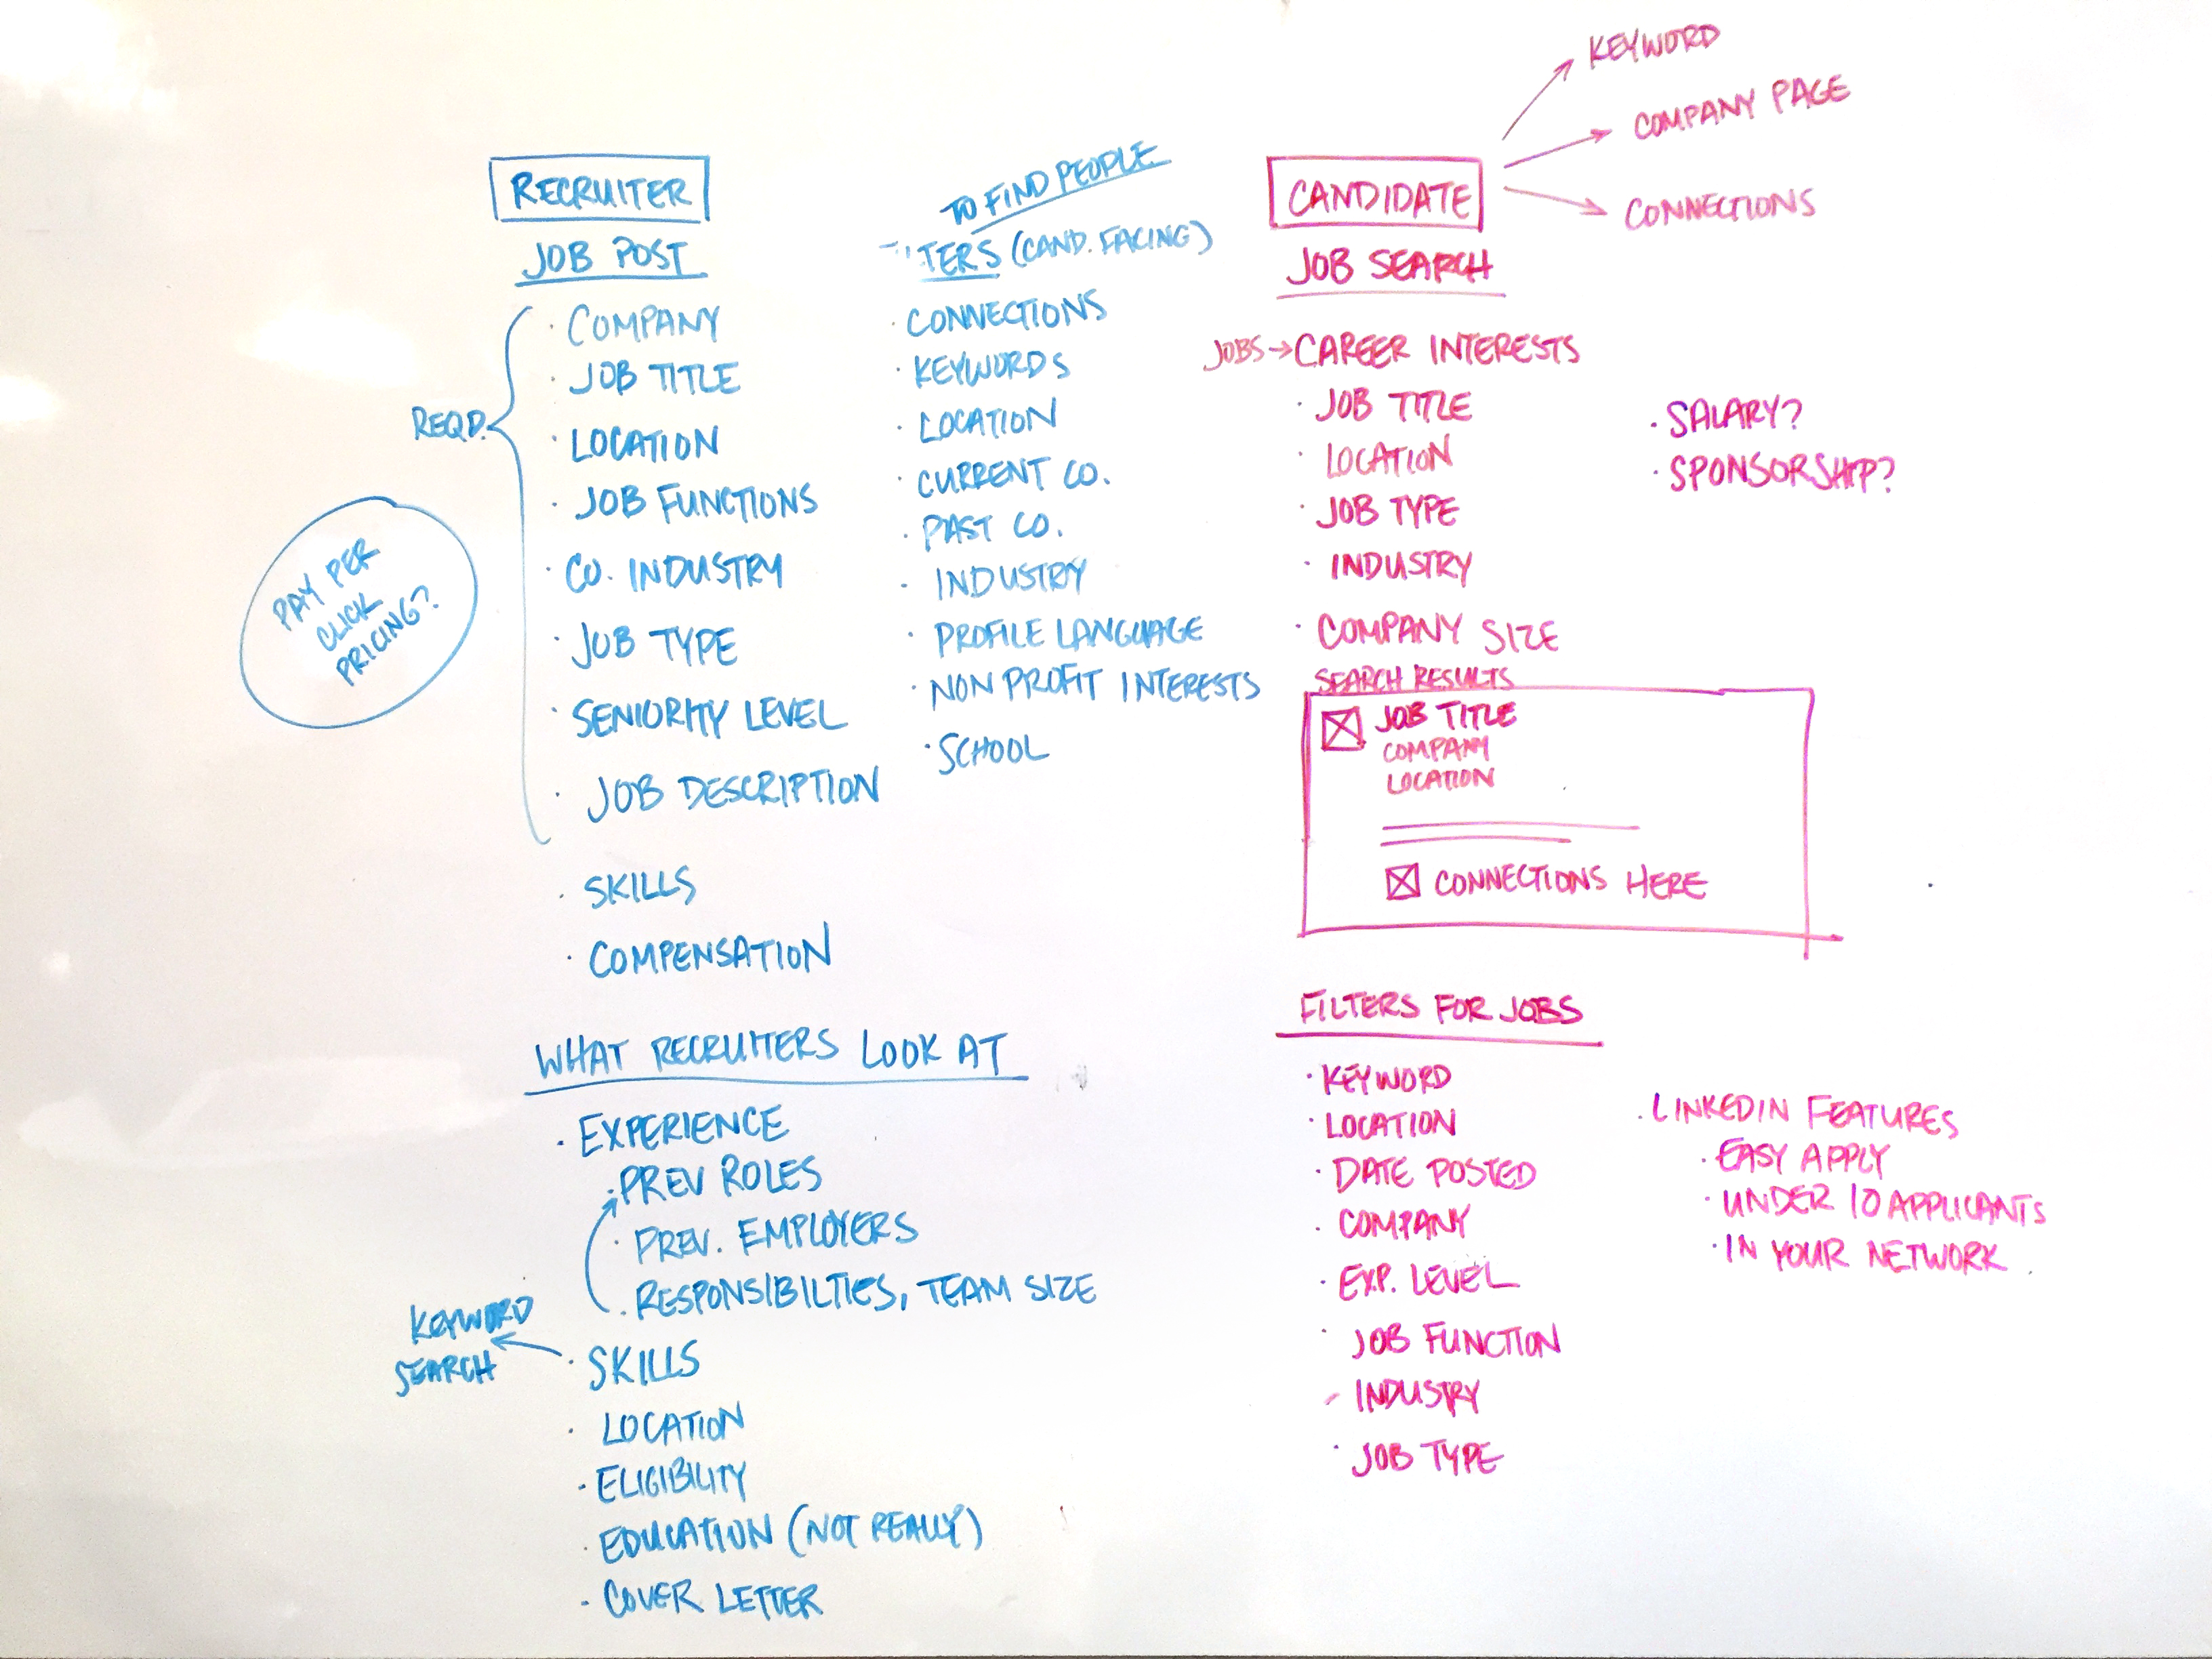 RECRUITER
JOB POST
REQD.
· COMPANY
· JOB TITLE
· LOCATION
· JOB FUNCTIONS
· CO. INDUSTRY
· JOB TYPE
· SENIORITY LEVEL
· JOB DESCRIPTION
· SKILLS
· COMPENSATION
PAY PER
CLICK
PRICING?
WHAT RECRUITERS LOOK AT
· EXPERIENCE
· PREV ROLES
· PREV. EMPLOYERS
· RESPONSIBILTIES, TEAM SIZE
· SKILLS
KEYWORD
SEARCH
· LOCATION
· ELIGIBILITY
· EDUCATION (NOT REALLY)
· COVER LETTER
TO FIND PEOPLE
TERS (CAND. FACING)
· CONNECTIONS
· KEYWORDS
· LOCATION
· CURRENT CO.
· PAST CO.
· INDUSTRY
· PROFILE LANGUAGE
· NON PROFIT INTERESTS
· SCHOOL
CANDIDATE
KEYWORD
COMPANY PAGE
CONNECTIONS
JOB SEARCH
JOBS → CAREER INTERESTS
· JOB TITLE
· LOCATION
· JOB TYPE
· INDUSTRY
· COMPANY SIZE
· SALARY?
· SPONSORSHIP?
SEARCH RESULTS
JOB TITLE
COMPANY
LOCATION
CONNECTIONS HERE
FILTERS FOR JOBS
· KEYWORD
· LOCATION
· DATE POSTED
· COMPANY
· EXP. LEVEL
· JOB FUNCTION
· INDUSTRY
· JOB TYPE
· LINKEDIN FEATURES
· EASY APPLY
· UNDER 10 APPLICANTS
· IN YOUR NETWORK